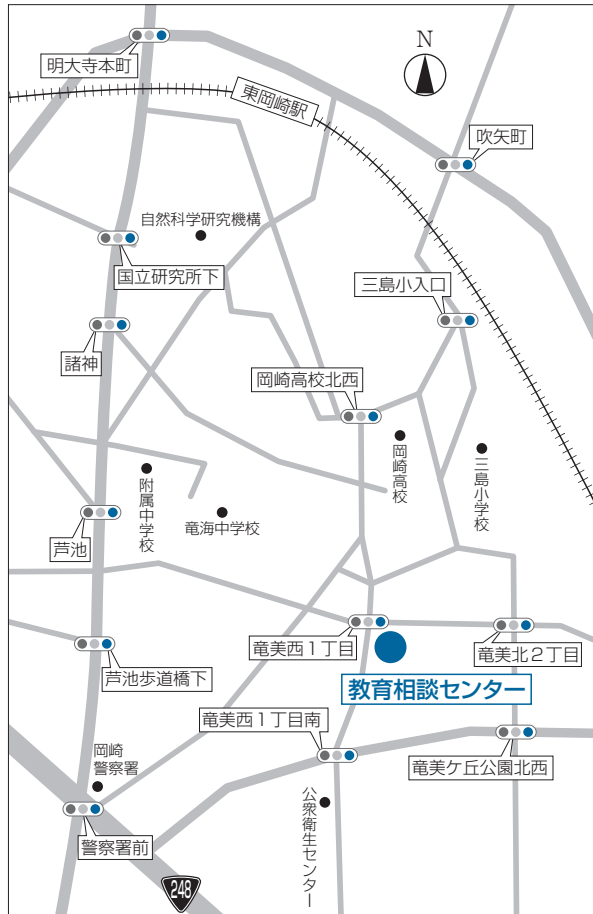 明大寺本町
N
東岡崎駅
吹矢町
自然科学研究機構
国立研究所下
三島小入口
諸神
岡崎高校北西
岡崎高校
三島小学校
附属中学校
竜海中学校
芦池
竜美西1丁目
竜美北2丁目
芦池歩道橋下
教育相談センター
竜美西1丁目南
岡崎
警察署
竜美ケ丘公園北西
公衆衛生センター
警察署前
248